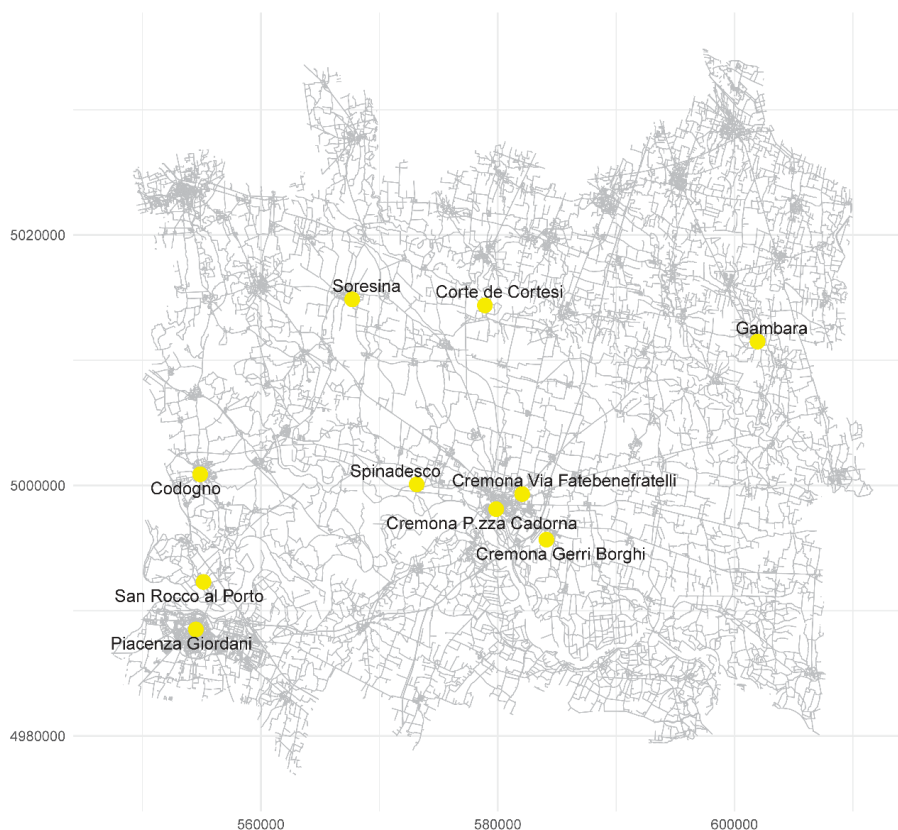 5020000
Soresina
Corte de Cortesi
Gambara
5000000
Spinadesco
Cremona Via Fatebenefratelli
Codogno
Cremona P.zza Cadorna
Cremona Gerri Borghi
San Rocco al Porto
Piacenza Giordani
4980000
560000
580000
600000